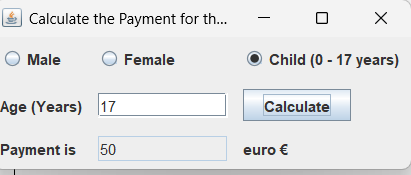 Calculate the Payment for th...
Male Female Child (0 - 17 years)
Age (Years) 17 Calculate
Payment is 50 euro €